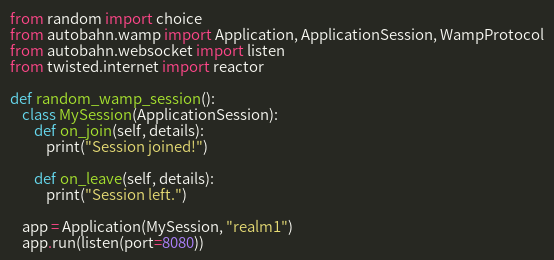 from random import choice
from autobahn.wamp import Application, ApplicationSession, WampProtocol
from autobahn.websocket import listen
from twisted.internet import reactor

def random_wamp_session():
    class MySession(ApplicationSession):
        def on_join(self, details):
            print("Session joined!")

        def on_leave(self, details):
            print("Session left.")

    app = Application(MySession, "realm1")
    app.run(listen(port=8080))